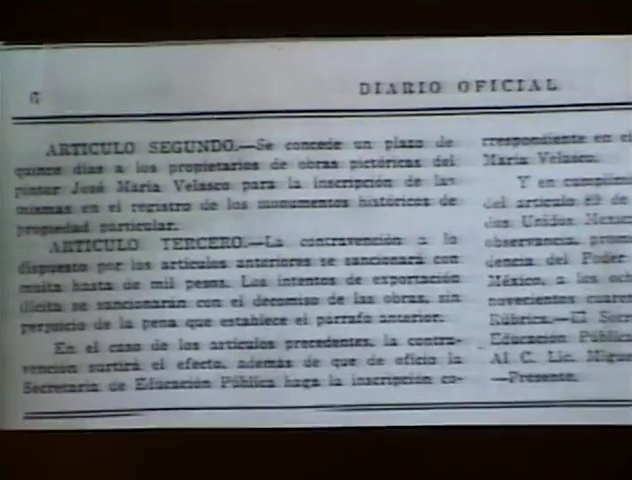 6
DIARIO OFICIAL
ARTICULO SEGUNDO.—Se concede un plazo de
quince días a los propietarios de obras pictóricas del
pintor José María Velasco para la inscripción de las
mismas en el registro de los monumentos históricos de
propiedad particular.
ARTICULO TERCERO.—La contravención a lo
dispuesto por los artículos anteriores se sancionará con
multa hasta de mil pesos. Los intentos de exportación
ilícita se sancionarán con el decomiso de las obras, sin
perjuicio de la pena que establece el párrafo anterior.
En el caso de los artículos precedentes, la contra-
vención surtirá el efecto, además de que de oficio la
Secretaría de Educación Pública haga la inscripción co-
rrespondiente en el
María Velasco.
Y en cumplimi
del artículo 89 de
dos Unidos Mexica
observancia, prom
dencia del Poder
México, a los och
novecientos cuaren
Rúbrica.—El Secr
Educación Pública
Al C. Lic. Migue
—Presente.